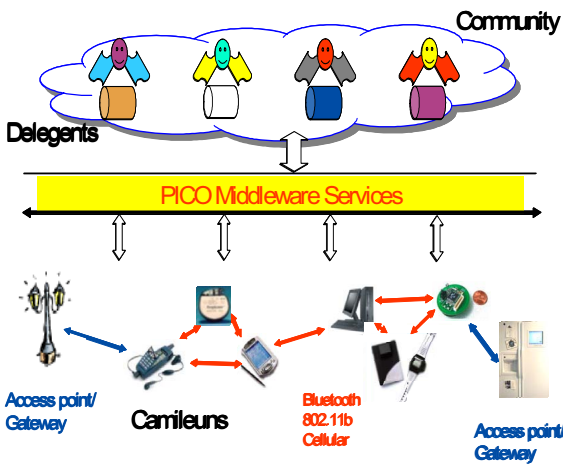 Community
Delegents
PICO Middleware Services
Access point/
Gateway
Camileuns
Bluetooth
802.11b
Cellular
Access point/
Gateway